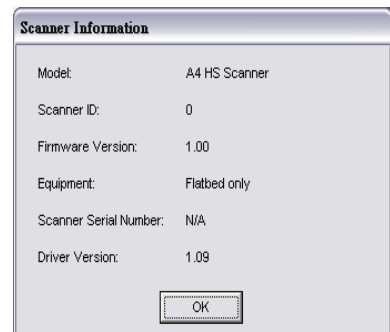 Scanner Information
Model: A4 HS Scanner
Scanner ID: 0
Firmware Version: 1.00
Equipment: Flatbed only
Scanner Serial Number: N/A
Driver Version: 1.09
OK